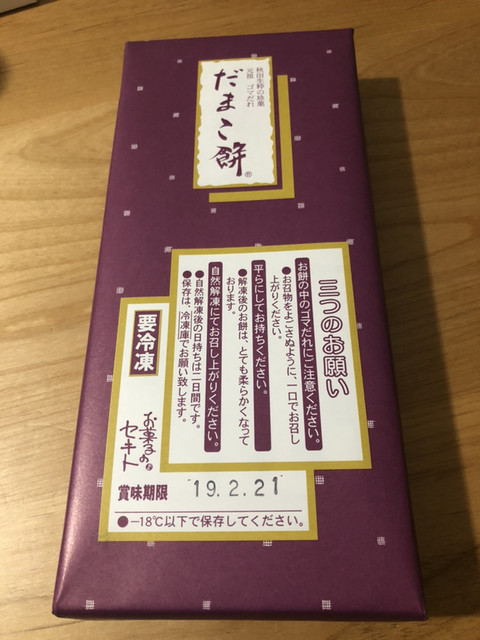 秋田生粋の珍菓
元祖 ゴマだれ
だまこ餅®
三つのお願い
お餅の中のゴマだれにご注意ください。
●お召物をよごさぬように、一口でお召し
上がりください。
平らにしてお持ちください。
●解凍後のお餅は、とても柔らかくなって
おります。
自然解凍にてお召し上がりください。
●自然解凍後の日持ちは二日間です。
●保存は、冷凍庫でお願い致します。
要冷凍
お菓子の
セキト
賞味期限 19.2.21
●−18℃以下で保存してください。